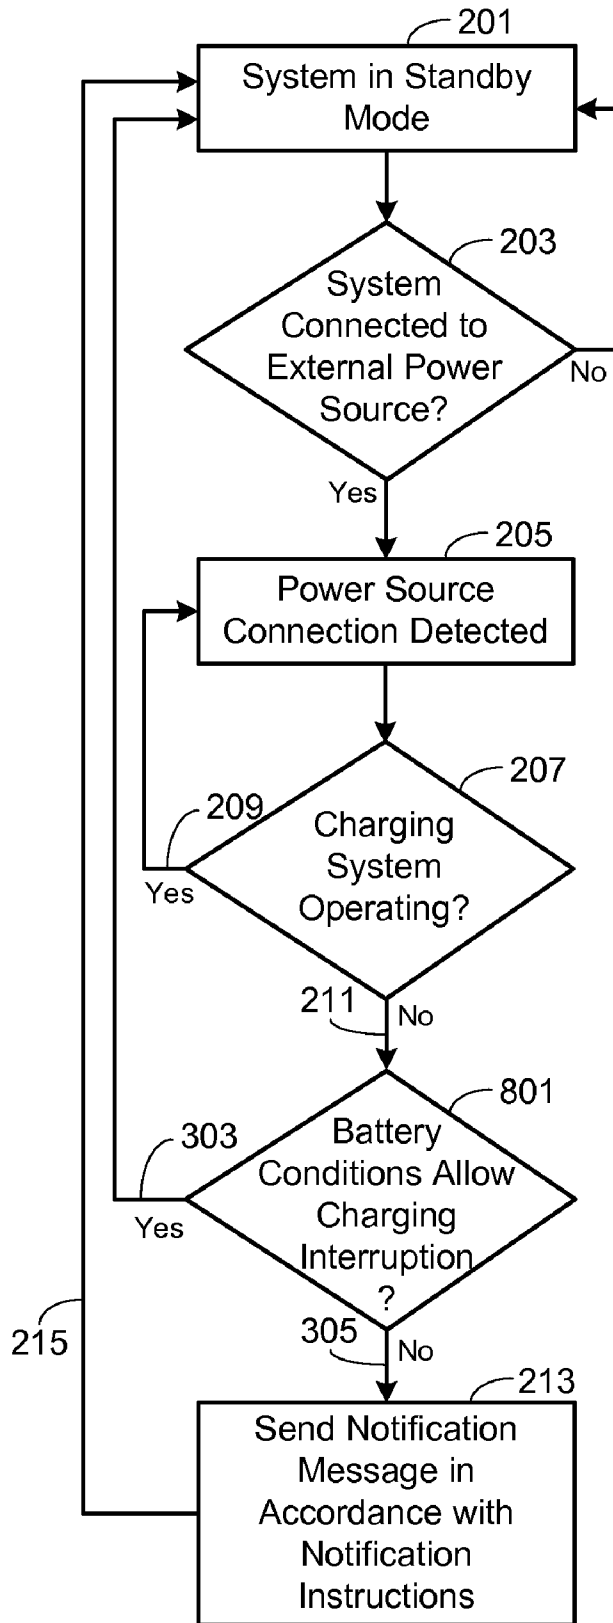 201
System in Standby
Mode
203
System
Connected to
External Power
Source?
No
Yes
205
Power Source
Connection Detected
207
209
Charging
System
Operating?
Yes
211
No
801
303
Battery
Conditions Allow
Charging
Interruption
?
Yes
305
No
215
213
Send Notification
Message in
Accordance with
Notification
Instructions